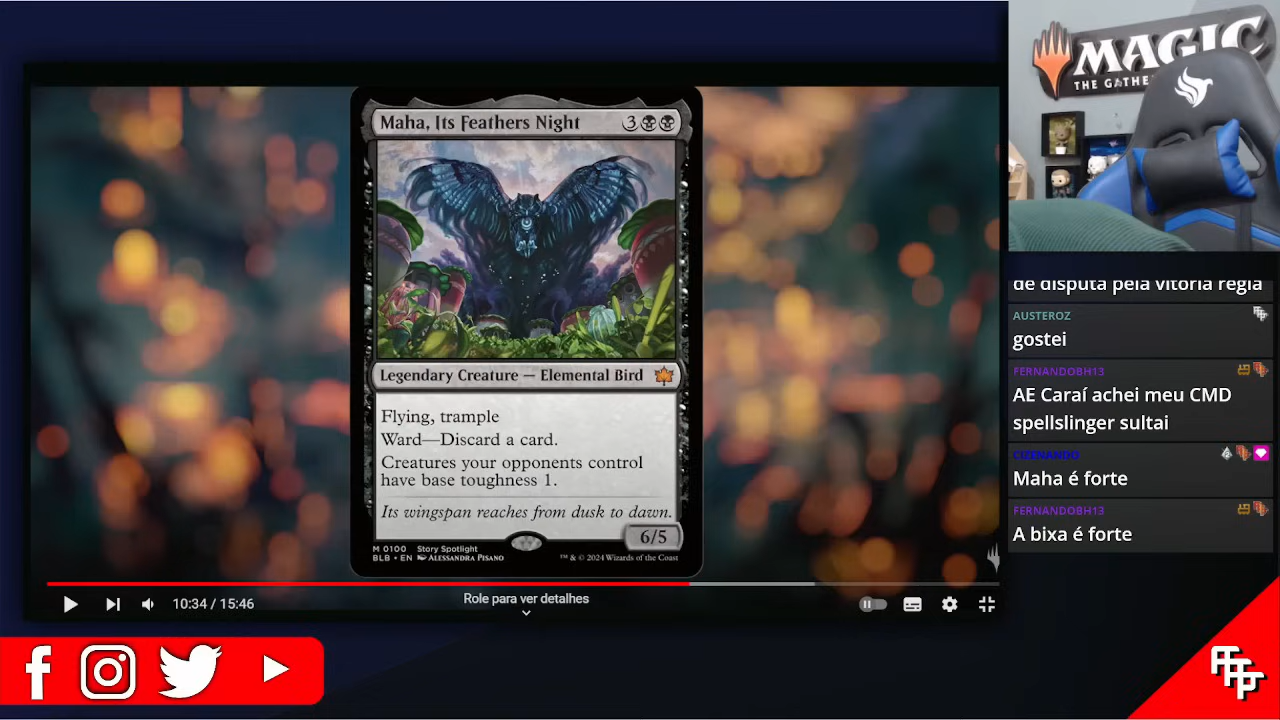 Maha, Its Feathers Night 3
Legendary Creature — Elemental Bird
Flying, trample
Ward—Discard a card.
Creatures your opponents control
have base toughness 1.
Its wingspan reaches from dusk to dawn.
6/5
M 0100 Story Spotlight
BLB • EN ALESSANDRA PISANO ™ & © 2024 Wizards of the Coast
10:34 / 15:46
Role para ver detalhes
MAGIC
THE GATHE
de disputa pela vitória régia
AUSTEROZ
gostei
FERNANDOBH13
AE Caraí achei meu CMD
spellslinger sultai
CIZENANDO
Maha é forte
FERNANDOBH13
A bixa é forte